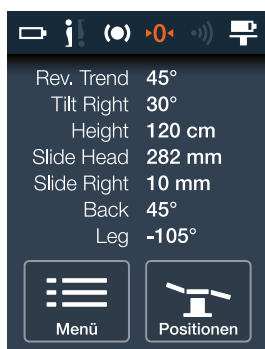 ▸0◂
Rev. Trend 45°
Tilt Right 30°
Height 120 cm
Slide Head 282 mm
Slide Right 10 mm
Back 45°
Leg -105°
Menü Positionen